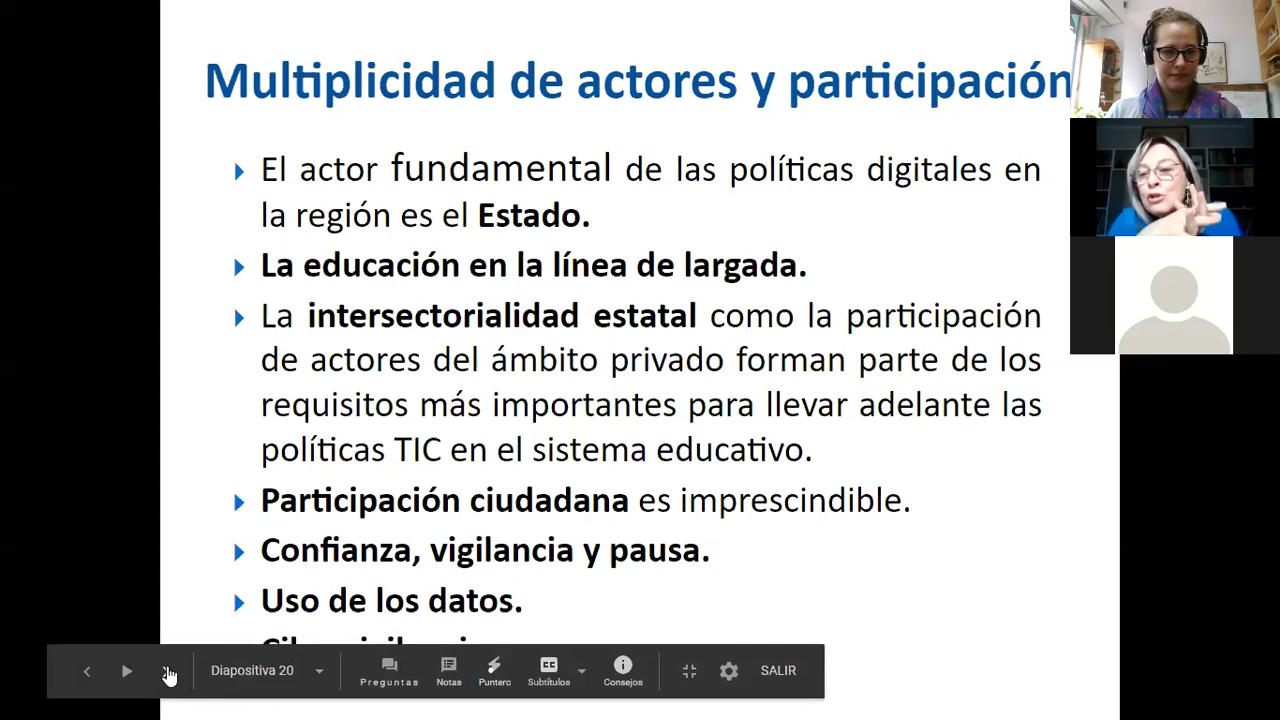 Multiplicidad de actores y participación
El actor fundamental de las políticas digitales en
la región es el Estado.
La educación en la línea de largada.
La intersectorialidad estatal como la participación
de actores del ámbito privado forman parte de los
requisitos más importantes para llevar adelante las
políticas TIC en el sistema educativo.
Participación ciudadana es imprescindible.
Confianza, vigilancia y pausa.
Uso de los datos.
Diapositiva 20
Preguntas
Notas
Puntero
CC
Subtítulos
Consejos
SALIR